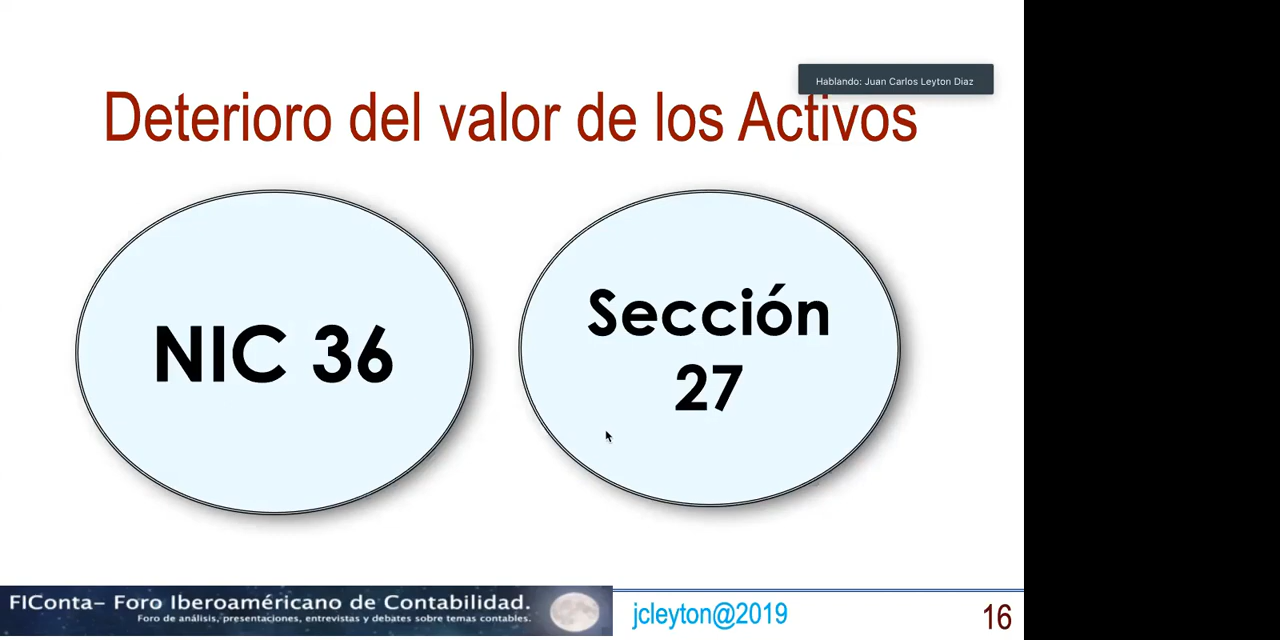 Hablando: Juan Carlos Leyton Diaz
Deterioro del valor de los Activos
NIC 36
Sección
27
FIConta– Foro Iberoaméricano de Contabilidad.
Foro de análisis, presentaciones, entrevistas y debates sobre temas contables.
jcleyton@2019
16